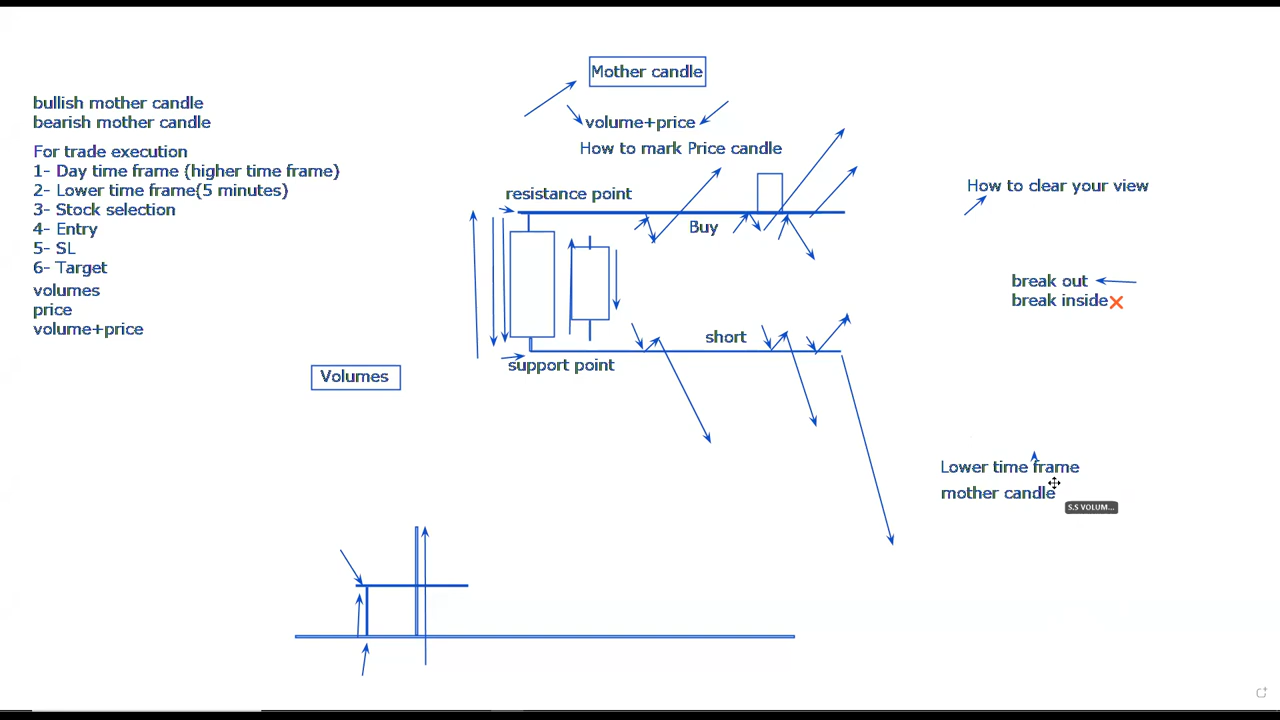 Mother candle
bullish mother candle
bearish mother candle
volume+price
How to mark Price candle
For trade execution
1- Day time frame (higher time frame)
2- Lower time frame(5 minutes)
3- Stock selection
4- Entry
5- SL
6- Target
volumes
price
volume+price
resistance point
Buy
How to clear your view
break out
break inside
short
support point
Volumes
Lower time frame
mother candle
S.S VOLUM...